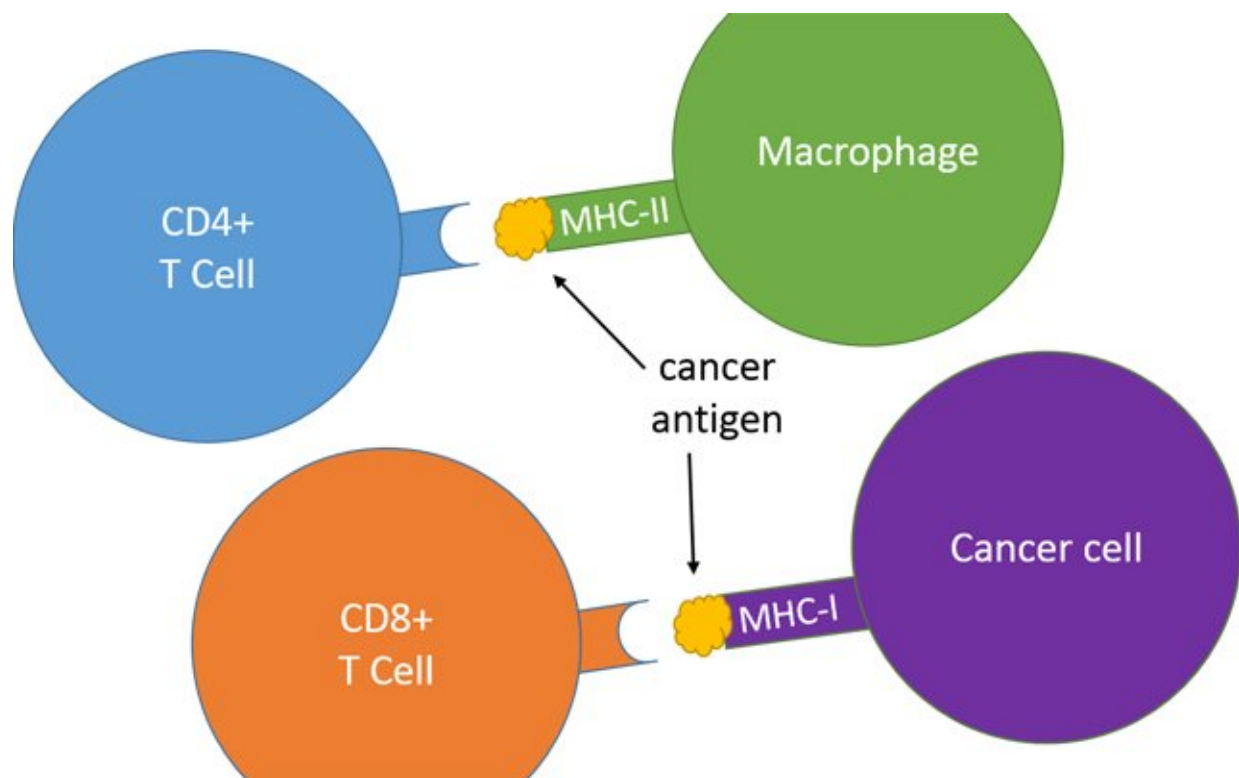 Macrophage
CD4+
T Cell
MHC-II
cancer
antigen
Cancer cell
CD8+
T Cell
MHC-I